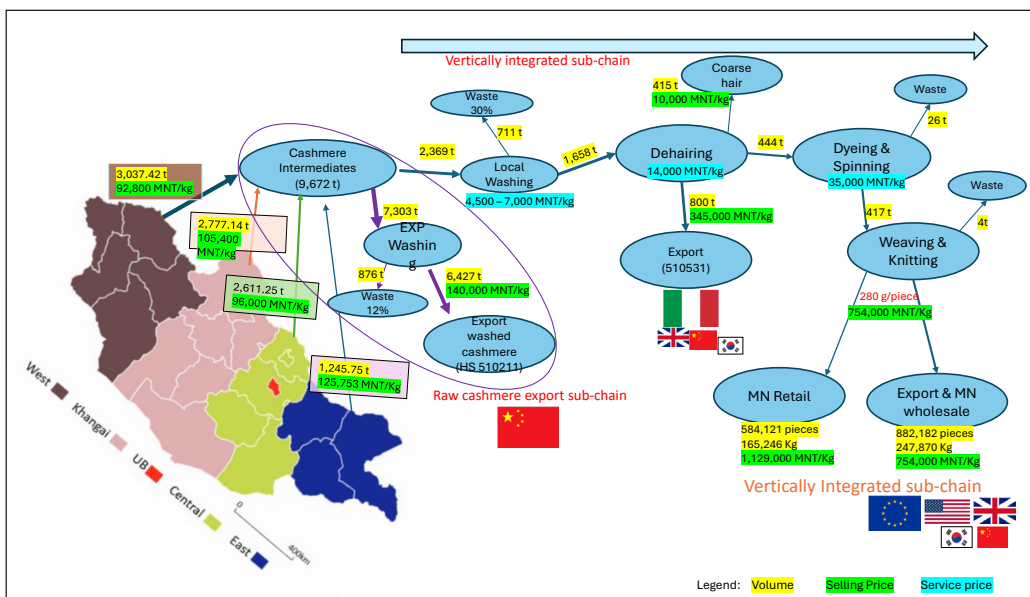 Vertically integrated sub-chain
Waste
30%
711 t
Coarse
hair
415 t
10,000 MNT/kg
Waste
26 t
3,037.42 t
92,800 MNT/kg
Cashmere
Intermediates
(9,672 t)
2,369 t
Local
Washing
4,500 – 7,000 MNT/kg
1,658 t
Dehairing
14,000 MNT/kg
444 t
Dyeing &
Spinning
35,000 MNT/kg
2,777.14 t
105,400
MNT/kg
7,303 t
EXP
Washin
g
800 t
345,000 MNT/kg
417 t
Waste
4t
Weaving &
Knitting
2,611.25 t
96,000 MNT/Kg
876 t
Waste
12%
6,427 t
140,000 MNT/kg
Export
(510531)
280 g/piece
754,000 MNT/kg
Export
washed
cashmere
(HS 510211)
1,245.75 t
125,753 MNT/Kg
Raw cashmere export sub-chain
MN Retail
584,121 pieces
165,246 Kg
1,129,000 MNT/Kg
Export & MN
wholesale
882,182 pieces
247,870 Kg
754,000 MNT/Kg
Vertically Integrated sub-chain
West
Khangai
UB
Central
East
0
400km
Legend:
Volume
Selling Price
Service price